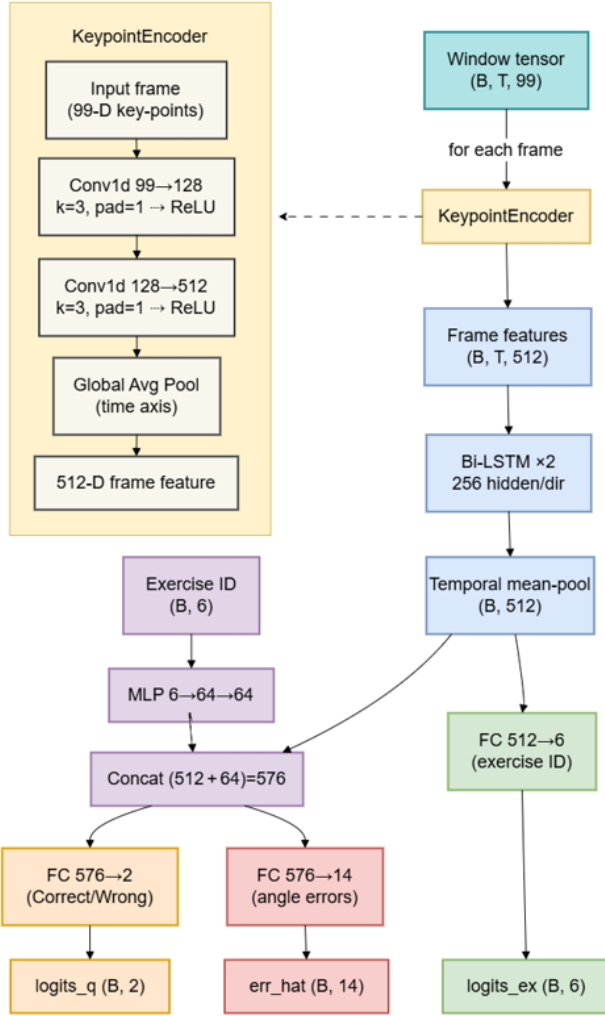 KeypointEncoder
Input frame
(99-D key-points)
Conv1d 99→128
k=3, pad=1 ⇢ ReLU
Conv1d 128→512
k=3, pad=1 ⇢ ReLU
Global Avg Pool
(time axis)
512-D frame feature
Window tensor
(B, T, 99)
for each frame
KeypointEncoder
Frame features
(B, T, 512)
Bi-LSTM ×2
256 hidden/dir
Temporal mean-pool
(B, 512)
Exercise ID
(B, 6)
MLP 6→64→64
Concat (512 + 64)=576
FC 512→6
(exercise ID)
FC 576→2
(Correct/Wrong)
FC 576→14
(angle errors)
logits_q (B, 2)
err_hat (B, 14)
logits_ex (B, 6)